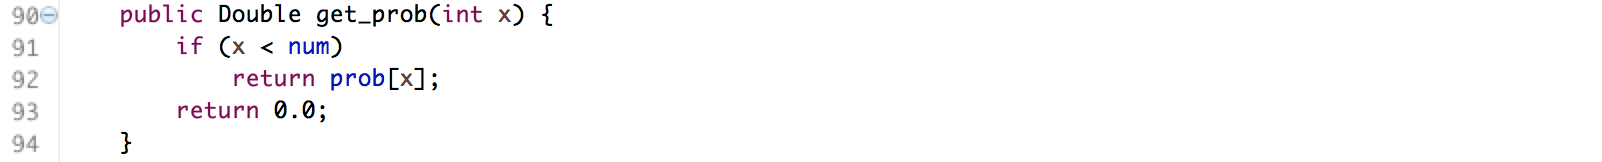 90 public Double get_prob(int x) {
91 if (x < num)
92 return prob[x];
93 return 0.0;
94 }